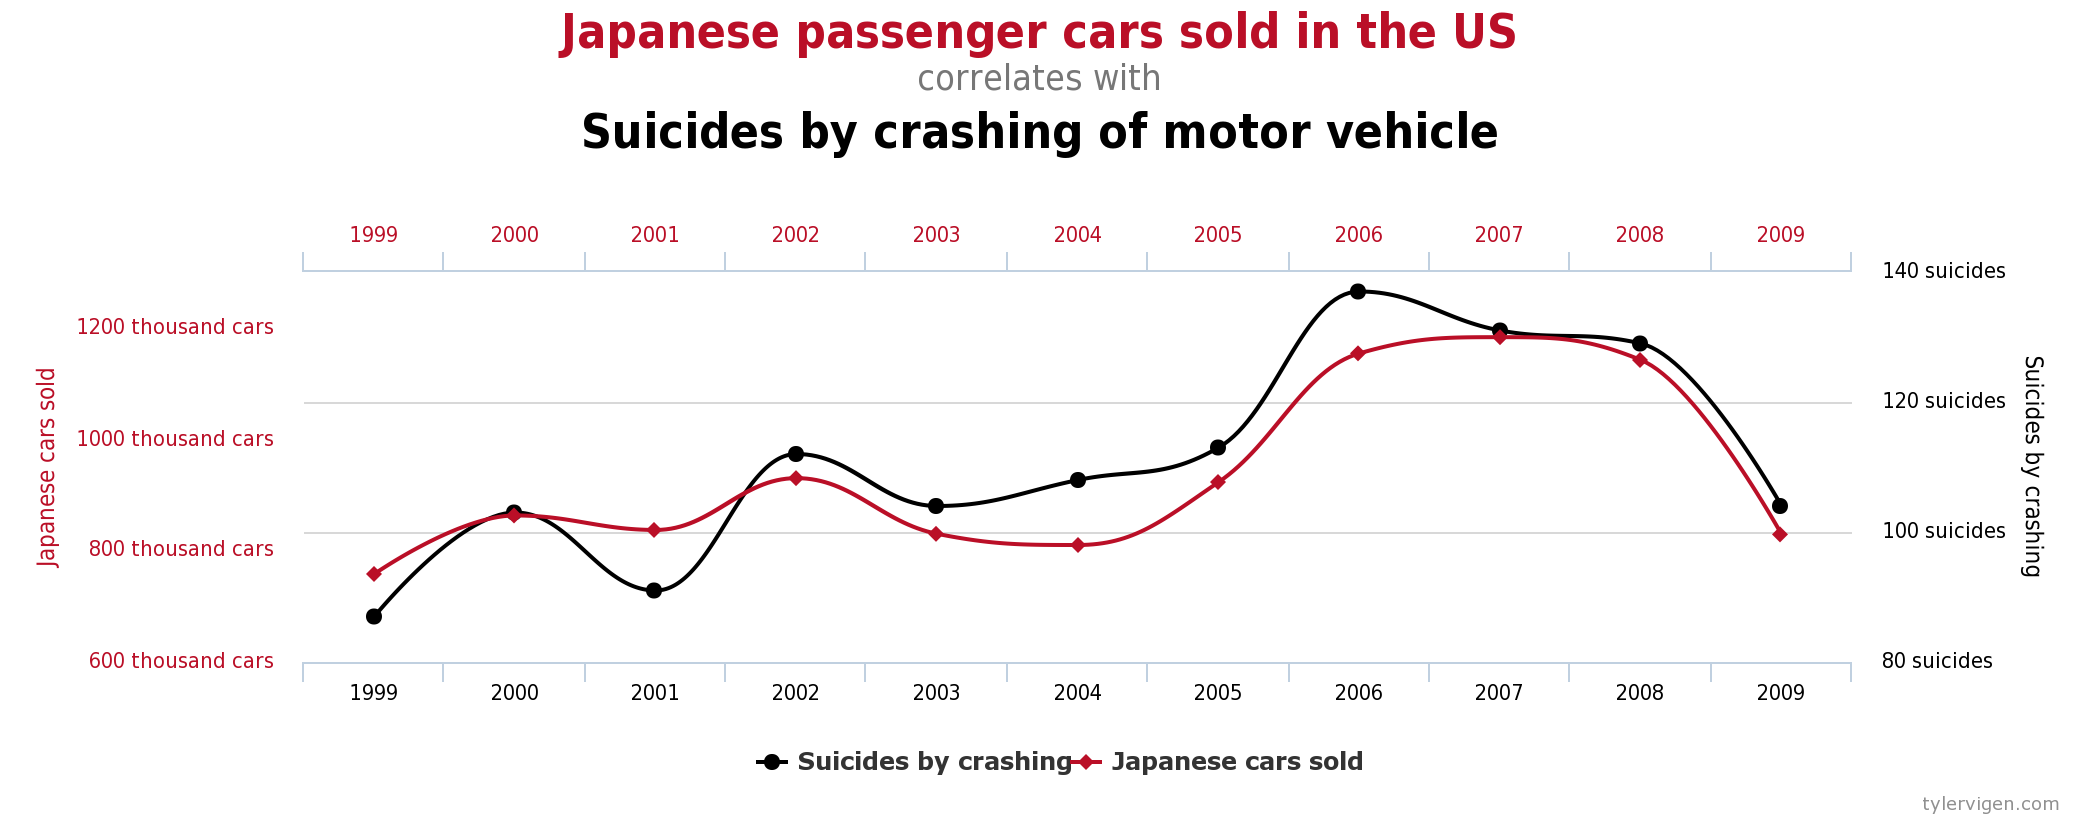 Japanese passenger cars sold in the US
correlates with
Suicides by crashing of motor vehicle
1999 2000 2001 2002 2003 2004 2005 2006 2007 2008 2009
Japanese cars sold
1200 thousand cars
1000 thousand cars
800 thousand cars
600 thousand cars
140 suicides
120 suicides
100 suicides
80 suicides
Suicides by crashing
1999 2000 2001 2002 2003 2004 2005 2006 2007 2008 2009
Suicides by crashing Japanese cars sold
tylervigen.com